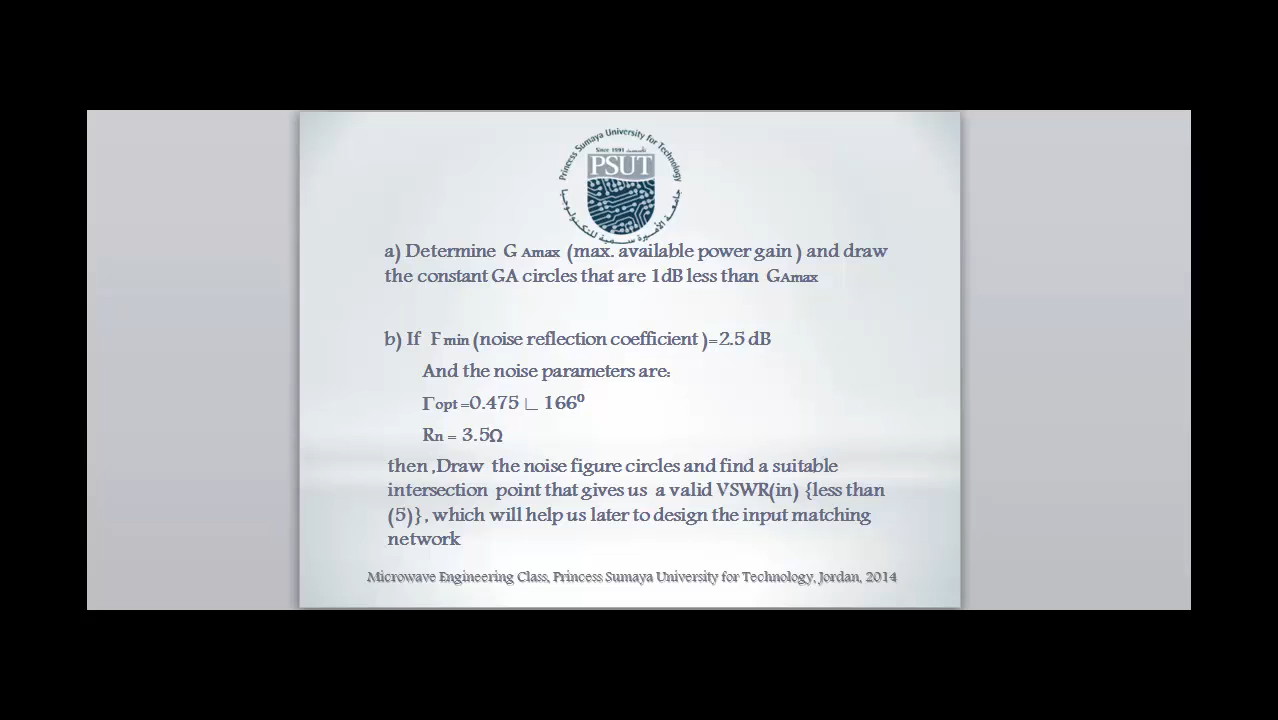 Princess Sumaya University for Technology
Since 1991
PSUT
جامعة الأميرة سمية للتكنولوجيا
a) Determine G Amax (max. available power gain ) and draw
the constant GA circles that are 1dB less than GAmax
b) If F min (noise reflection coefficient )=2.5 dB
And the noise parameters are:
Γopt =0.475 ∟ 166⁰
Rn = 3.5Ω
then ,Draw the noise figure circles and find a suitable
intersection point that gives us a valid VSWR(in) {less than
(5)} , which will help us later to design the input matching
network
Microwave Engineering Class, Princess Sumaya University for Technology, Jordan, 2014